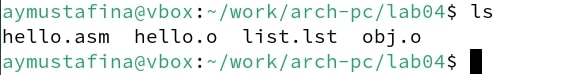 aymustafina@vbox:~/work/arch-pc/lab04$ ls
hello.asm  hello.o  list.lst  obj.o
aymustafina@vbox:~/work/arch-pc/lab04$